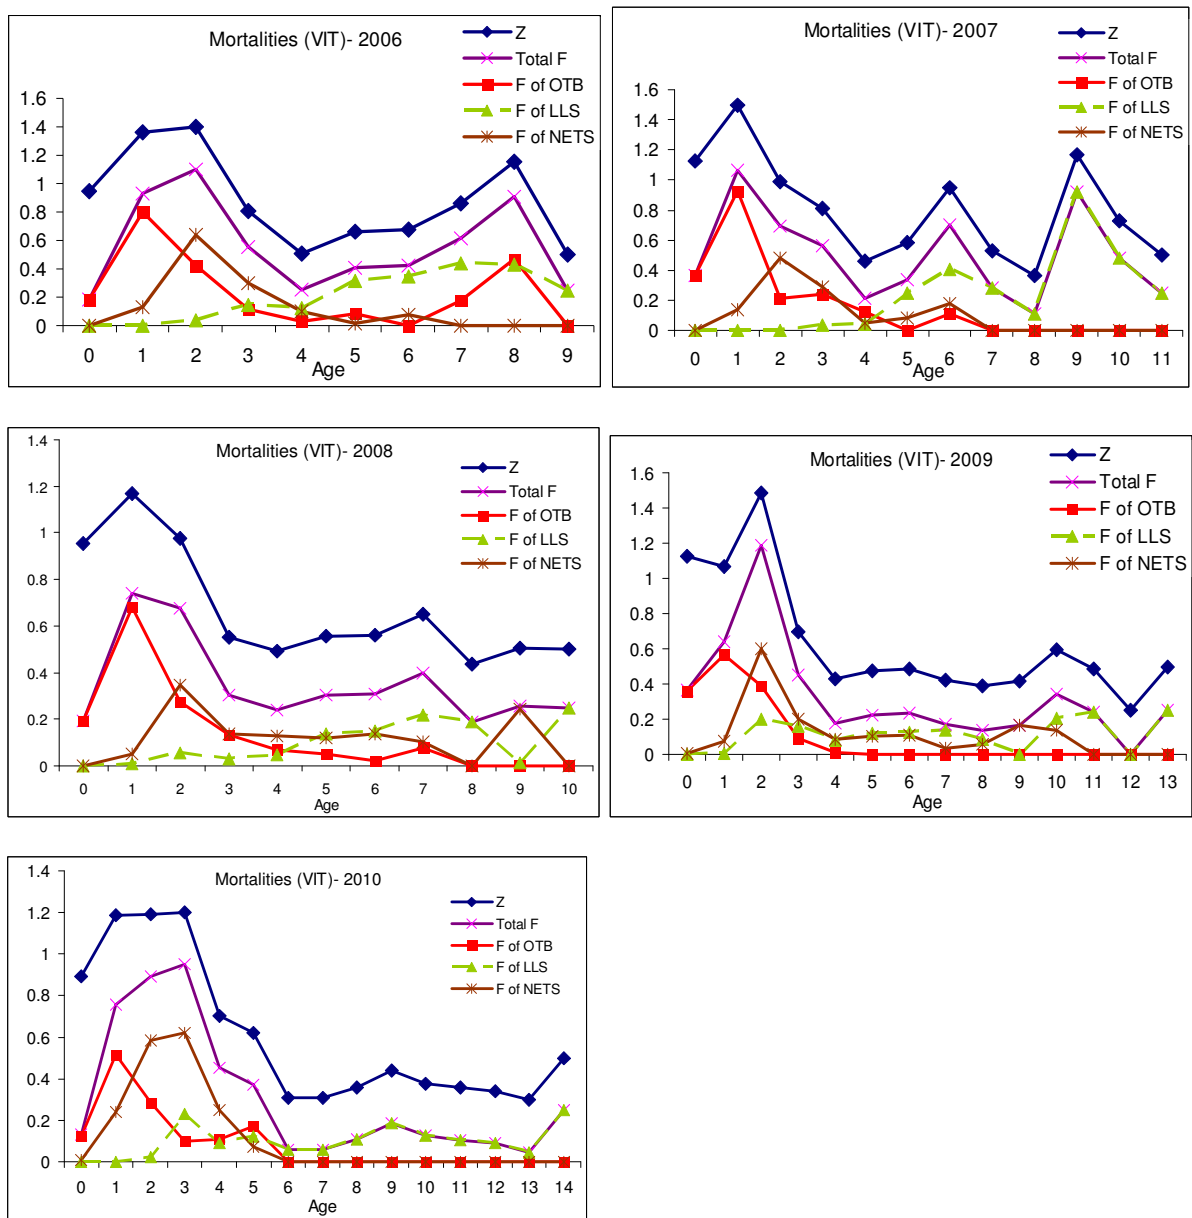 Mortalities (VIT)- 2006
Z
Total F
F of OTB
F of LLS
F of NETS
1.6
1.4
1.2
1
0.8
0.6
0.4
0.2
0
0 1 2 3 4 5 6 7 8 9
Age
Mortalities (VIT)- 2007
Z
Total F
F of OTB
F of LLS
F of NETS
1.6
1.4
1.2
1
0.8
0.6
0.4
0.2
0
0 1 2 3 4 5 6 7 8 9 10 11
Age
Mortalities (VIT)- 2008
Z
Total F
F of OTB
F of LLS
F of NETS
1.4
1.2
1
0.8
0.6
0.4
0.2
0
0 1 2 3 4 5 6 7 8 9 10
Age
Mortalities (VIT)- 2009
Z
Total F
F of OTB
F of LLS
F of NETS
1.6
1.4
1.2
1
0.8
0.6
0.4
0.2
0
0 1 2 3 4 5 6 7 8 9 10 11 12 13
Age
Mortalities (VIT)- 2010
Z
Total F
F of OTB
F of LLS
F of NETS
1.4
1.2
1
0.8
0.6
0.4
0.2
0
0 1 2 3 4 5 6 7 8 9 10 11 12 13 14
Age